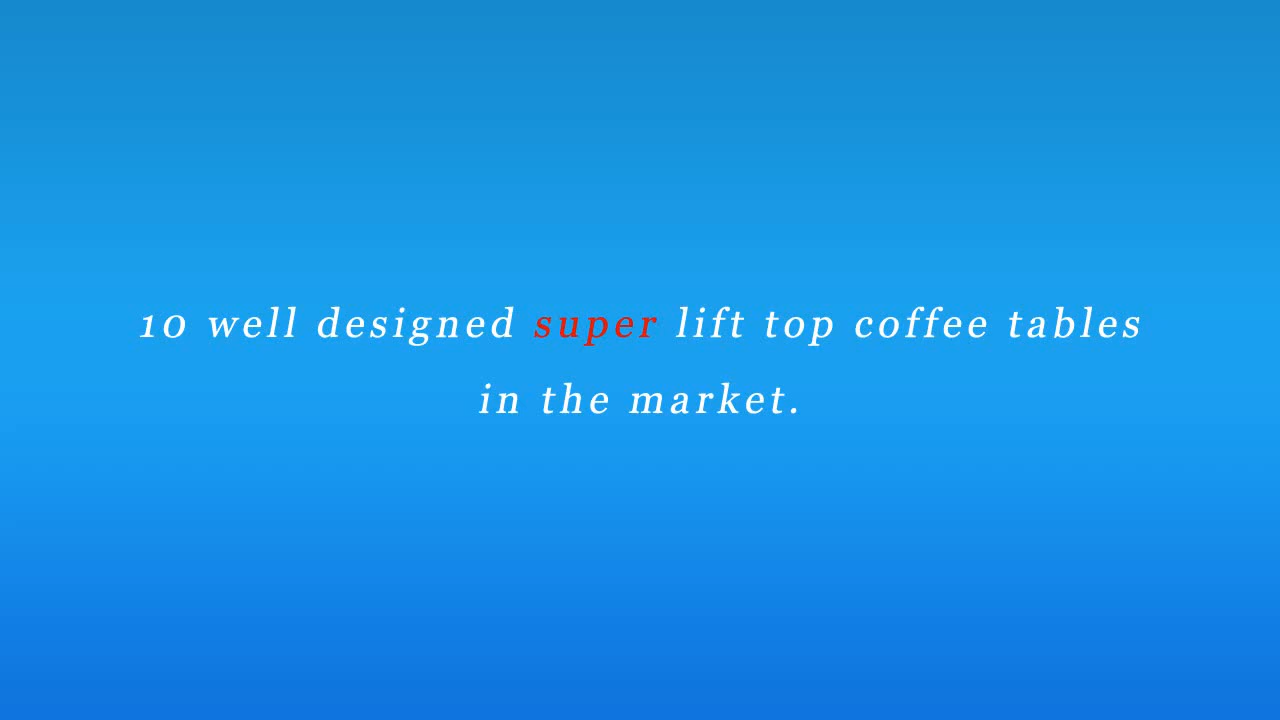 10 well designed super lift top coffee tables
in the market.